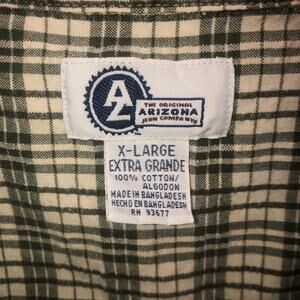 AZ
THE ORIGINAL
ARIZONA
JEAN COMPANY®
X-LARGE
EXTRA GRANDE
100% COTTON/
ALGODON
MADE IN BANGLADESH
HECHO EN BANGLADESH
RN 93677